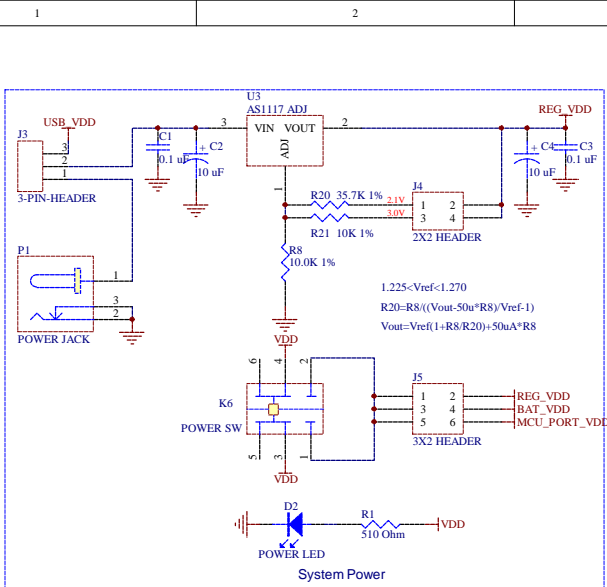 1 2
U3
AS1117 ADJ
USB_VDD
REG_VDD
J3
3
2
1
3-PIN-HEADER
C1
0.1 uF
+ C2
10 uF
3 VIN VOUT 2
ADJ
1
+ C4
10 uF
C3
0.1 uF
R20 35.7K 1%
2.1V
3.0V
R21 10K 1%
J4
1 2
3 4
2X2 HEADER
R8
10.0K 1%
P1
1
3
2
POWER JACK
1.225<Vref<1.270
R20=R8/((Vout-50u*R8)/Vref-1)
Vout=Vref(1+R8/R20)+50uA*R8
VDD
6 4 2
K6
POWER SW
5 3 1
VDD
J5
1 2
3 4
5 6
3X2 HEADER
REG_VDD
BAT_VDD
MCU_PORT_VDD
D2
POWER LED
R1
510 Ohm
VDD
System Power